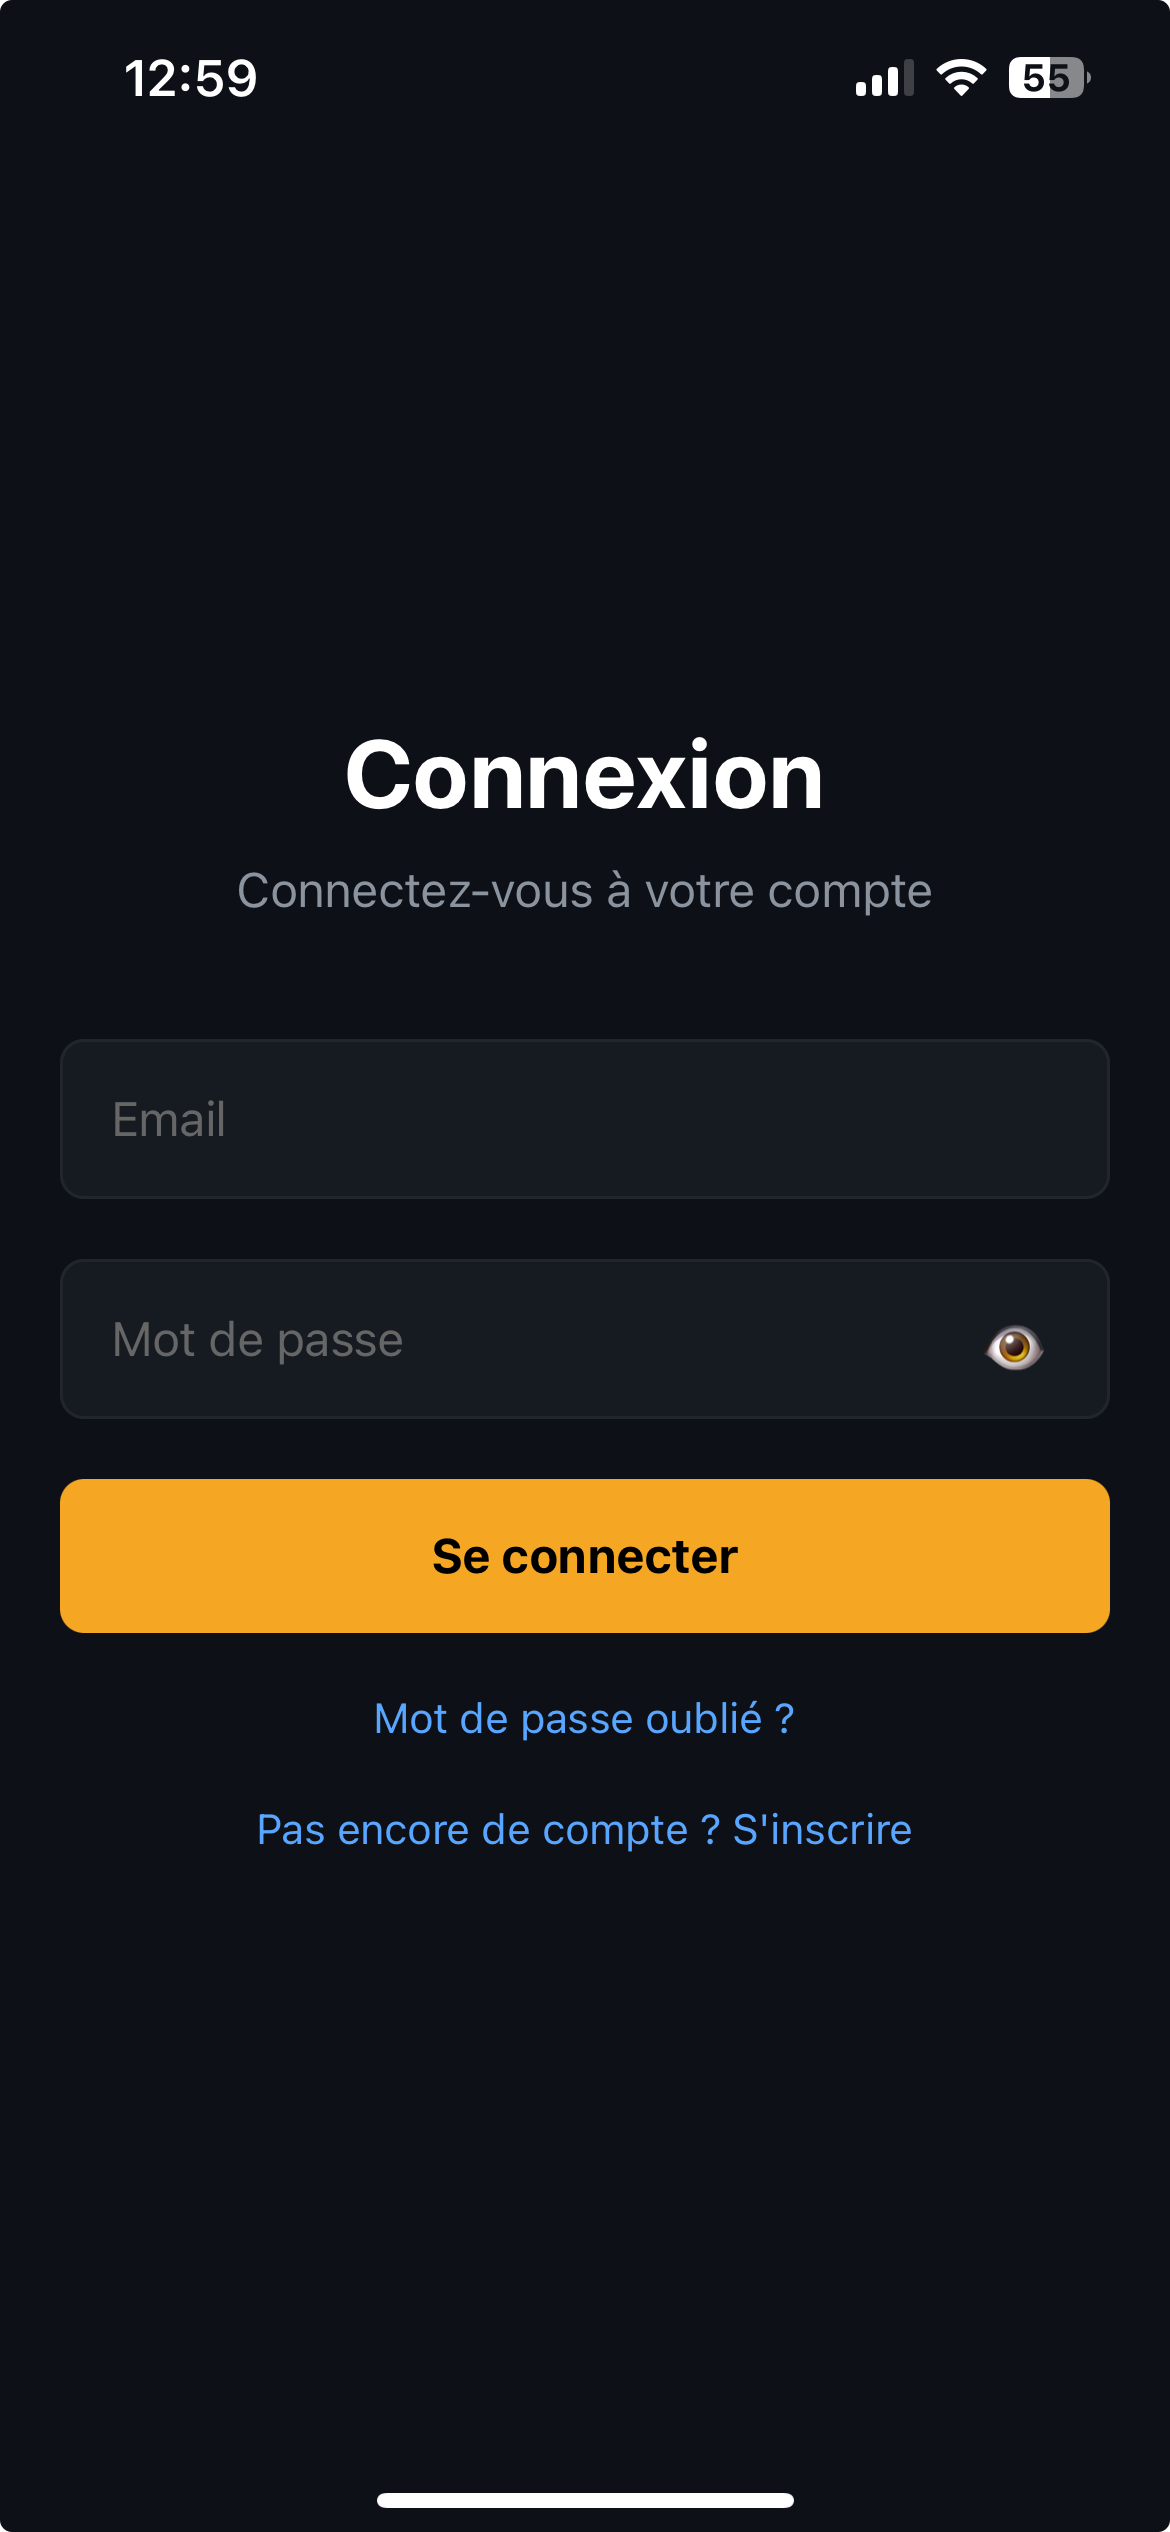 12:59
55
Connexion
Connectez-vous à votre compte
Email
Mot de passe
Se connecter
Mot de passe oublié ?
Pas encore de compte ? S'inscrire